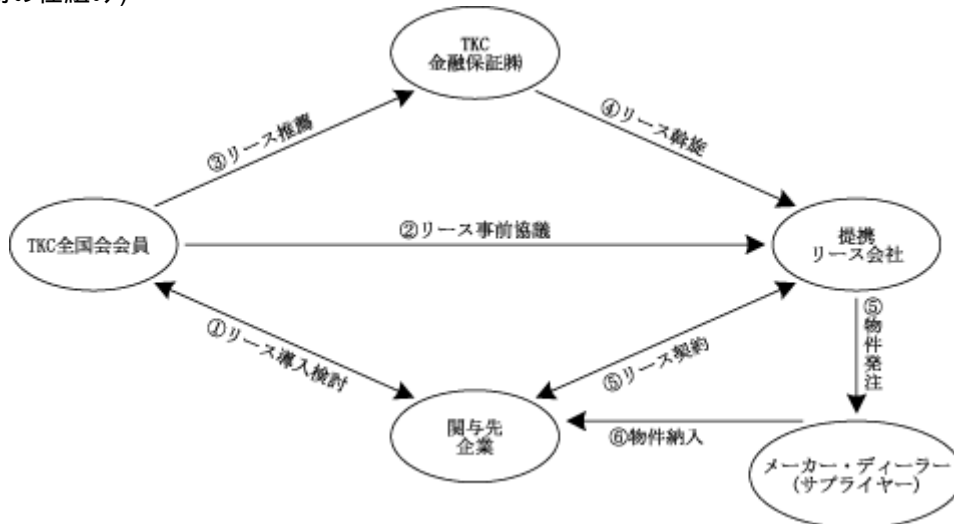 の仕組み)
TKC
金融保証㈱
③リース推薦
④リース斡旋
TKC全国会会員
②リース事前協議
提携
リース会社
①リース導入検討
⑤リース契約
⑤物件発注
関与先
企業
⑥物件納入
メーカー・ディーラー
(サプライヤー)